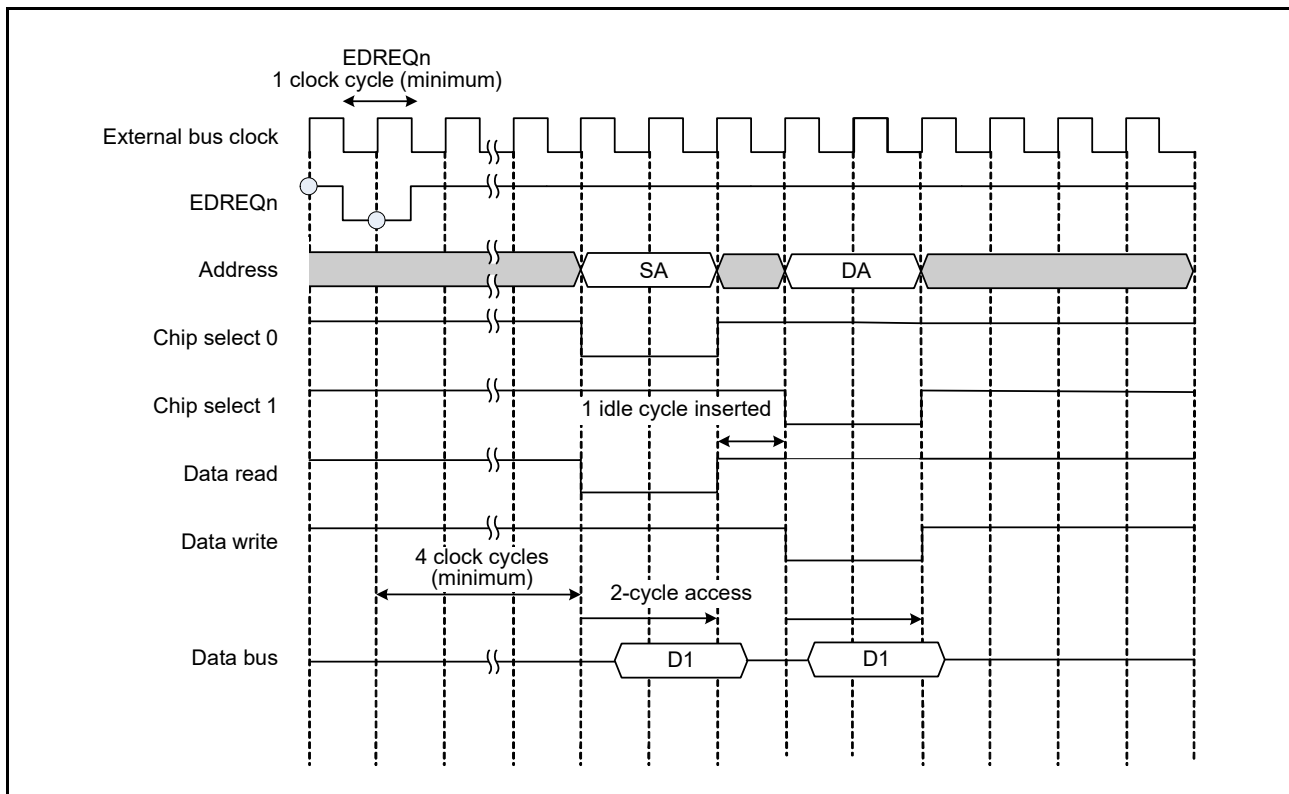 EDREQn
1 clock cycle (minimum)
External bus clock
EDREQn
Address
SA
DA
Chip select 0
Chip select 1
1 idle cycle inserted
Data read
Data write
4 clock cycles
(minimum)
2-cycle access
Data bus
D1
D1